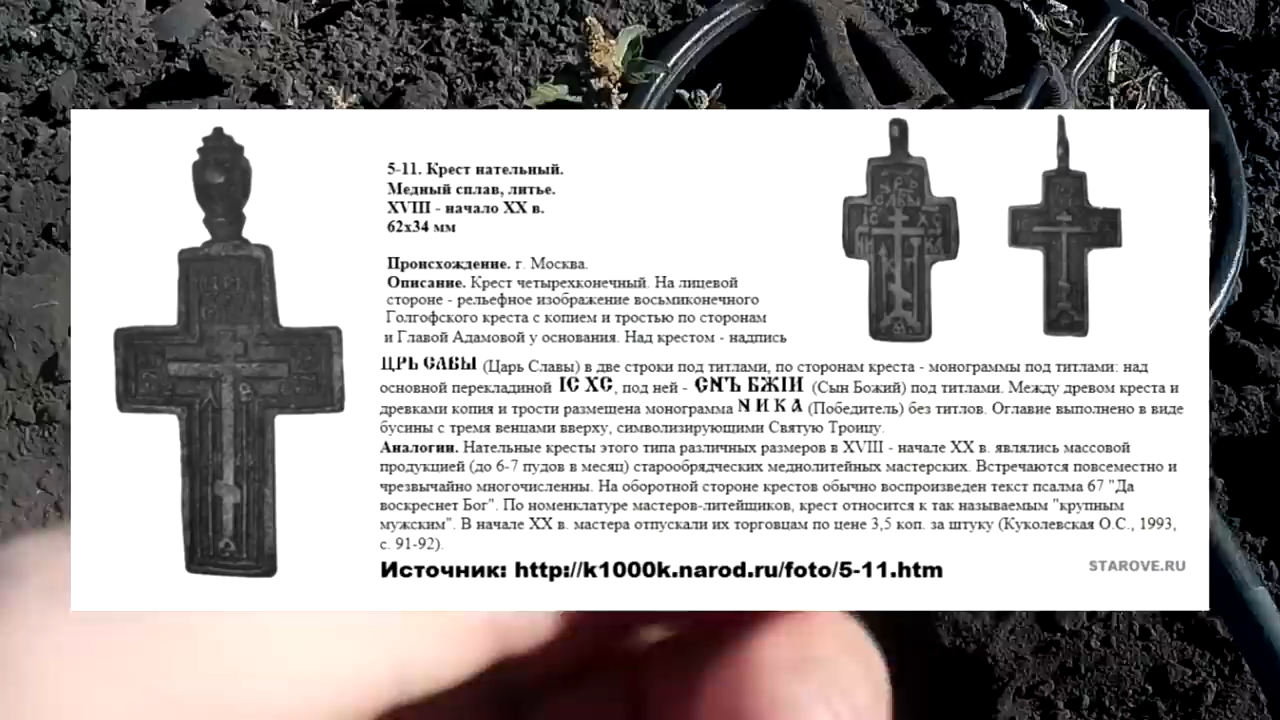 5-11. Крест нательный.
Медный сплав, литье.
XVIII - начало XX в.
62х34 мм
Происхождение. г. Москва.
Описание. Крест четырехконечный. На лицевой
стороне - рельефное изображение восьмиконечного
Голгофского креста с копием и тростью по сторонам
и Главой Адамовой у основания. Над крестом - надпись
ЦРЬ СЛВЫ (Царь Славы) в две строки под титлами, по сторонам креста - монограммы под титлами: над
основной перекладиной IC ХС, под ней - СНЪ БЖIИ (Сын Божий) под титлами. Между древом креста и
древками копия и трости размещена монограмма N И К А (Победитель) без титлов. Оглавие выполнено в виде
бусины с тремя венцами вверху, символизирующими Святую Троицу.
Аналогии. Нательные кресты этого типа различных размеров в XVIII - начале XX в. являлись массовой
продукцией (до 6-7 пудов в месяц) старообрядческих меднолитейных мастерских. Встречаются повсеместно и
чрезвычайно многочисленны. На оборотной стороне крестов обычно воспроизведен текст псалма 67 "Да
воскреснет Бог". По номенклатуре мастеров-литейщиков, крест относится к так называемым "крупным
мужским". В начале XX в. мастера отпускали их торговцам по цене 3,5 коп. за штуку (Куколевская О.С., 1993,
с. 91-92).
Источник: http://k1000k.narod.ru/foto/5-11.htm
STAROVE.RU